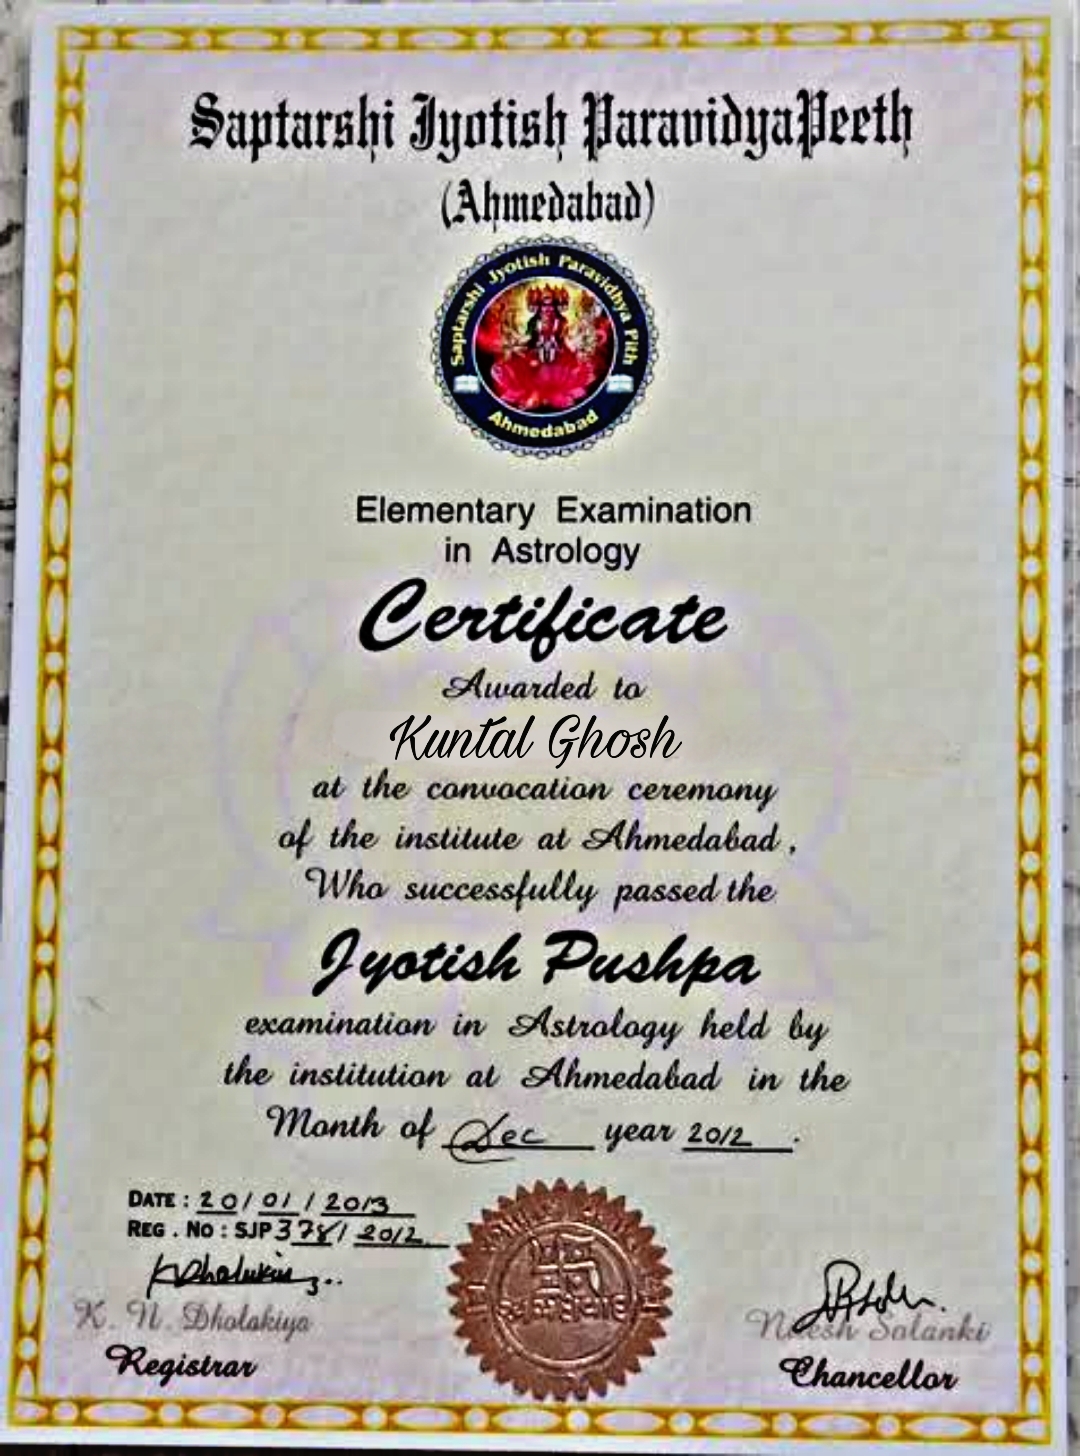 Saptarshi Jyotish ParavidyaPeeth
(Ahmedabad)
Saptarshi Jyotish Paravidhya Pith
Ahmedabad
Elementary Examination
in Astrology
Certificate
Awarded to
Kuntal Ghosh
at the convocation ceremony
of the institute at Ahmedabad,
Who successfully passed the
Jyotish Pushpa
examination in Astrology held by
the institution at Ahmedabad in the
Month of Dec year 2012.
DATE: 20/01/2013
REG. NO: SJP 378/2012
K. N. Dholakiya
Solanki
Registrar
Chancellor